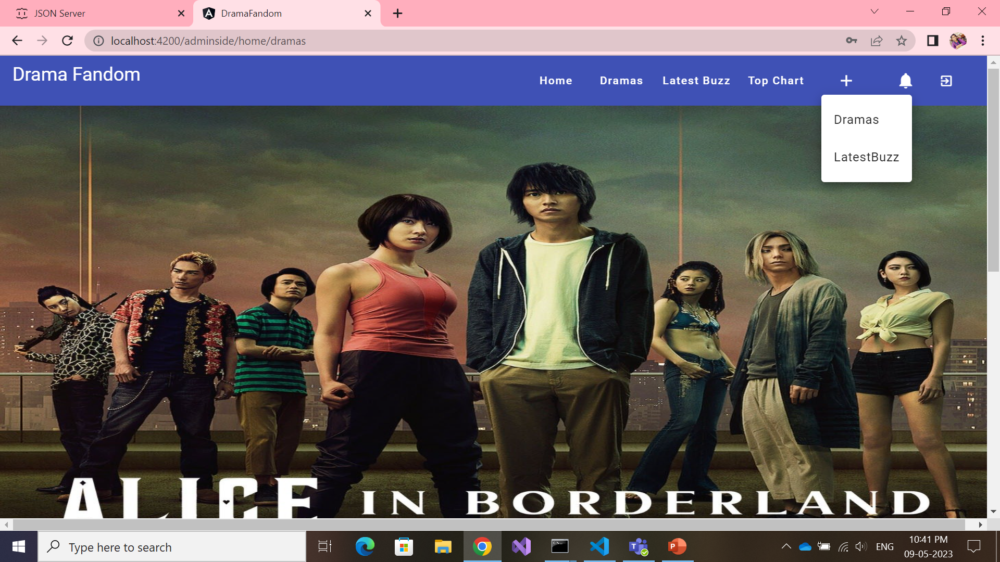 JSON Server
DramaFandom
localhost:4200/adminside/home/dramas
Drama Fandom
Home Dramas Latest Buzz Top Chart
Dramas
LatestBuzz
ALICE IN BORDERLAND
Type here to search
ENG
10:41 PM
09-05-2023